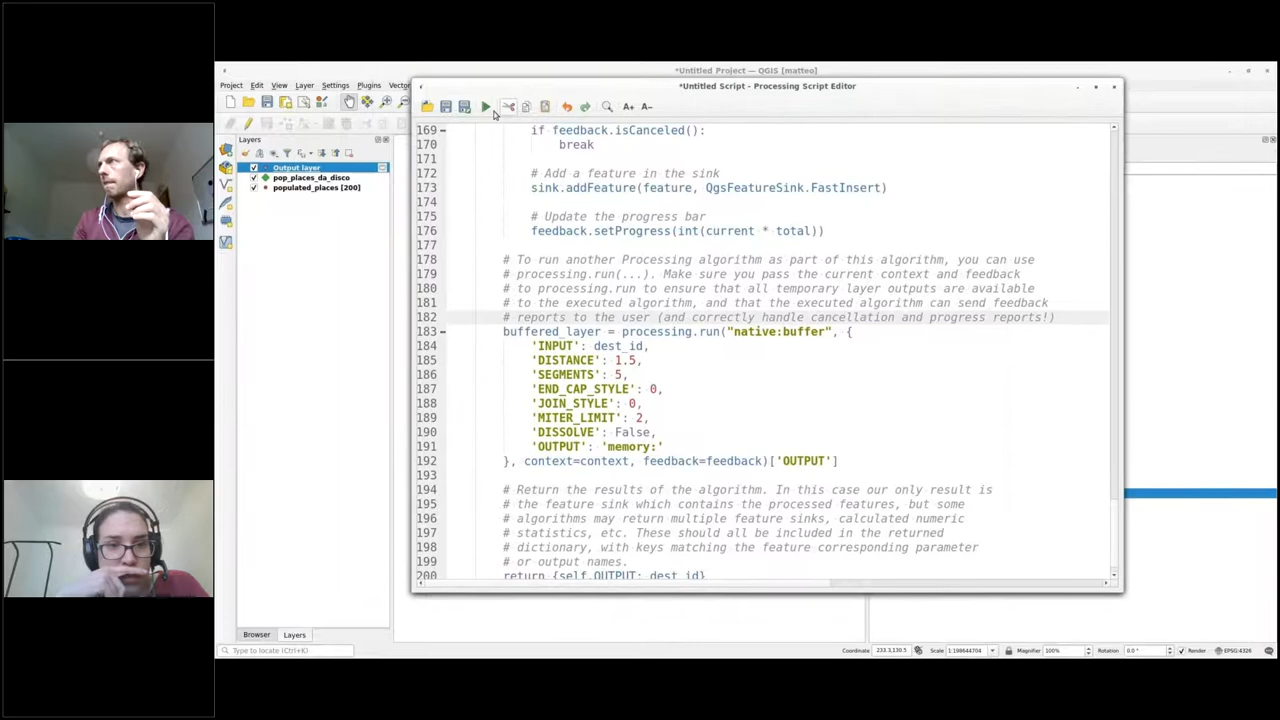 *Untitled Project — QGIS [matteo]
Project Edit View Layer Settings Plugins Vector
*Untitled Script - Processing Script Editor
Layers
Output layer
pop_places_da_disco
populated_places [200]
169 if feedback.isCanceled():
170 break
171
172 # Add a feature in the sink
173 sink.addFeature(feature, QgsFeatureSink.FastInsert)
174
175 # Update the progress bar
176 feedback.setProgress(int(current * total))
177
178 # To run another Processing algorithm as part of this algorithm, you can use
179 # processing.run(...). Make sure you pass the current context and feedback
180 # to processing.run to ensure that all temporary layer outputs are available
181 # to the executed algorithm, and that the executed algorithm can send feedback
182 # reports to the user (and correctly handle cancellation and progress reports!)
183 buffered_layer = processing.run("native:buffer", {
184 'INPUT': dest_id,
185 'DISTANCE': 1.5,
186 'SEGMENTS': 5,
187 'END_CAP_STYLE': 0,
188 'JOIN_STYLE': 0,
189 'MITER_LIMIT': 2,
190 'DISSOLVE': False,
191 'OUTPUT': 'memory:'
192 }, context=context, feedback=feedback)['OUTPUT']
193
194 # Return the results of the algorithm. In this case our only result is
195 # the feature sink which contains the processed features, but some
196 # algorithms may return multiple feature sinks, calculated numeric
197 # statistics, etc. These should all be included in the returned
198 # dictionary, with keys matching the feature corresponding parameter
199 # or output names.
200 return {self.OUTPUT: dest_id}
A+ A-
Browser Layers
Type to locate (Ctrl+K)
Coordinate 233.3,130.5 Scale 1:198644704 Magnifier 100% Rotation 0.0 ° Render EPSG:4326